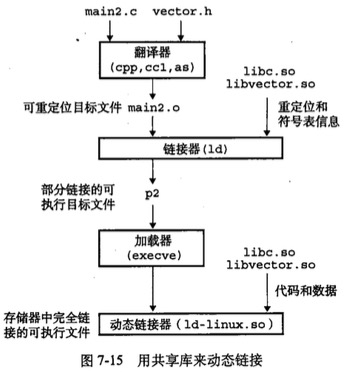 main2.c vector.h
翻译器
(cpp,cc1,as)
libc.so
libvector.so
可重定位目标文件 main2.o
重定位和
符号表信息
链接器(ld)
部分链接的可
执行目标文件
p2
加载器
(execve)
libc.so
libvector.so
代码和数据
存储器中完全链
接的可执行文件
动态链接器(ld-linux.so)
图 7-15 用共享库来动态链接